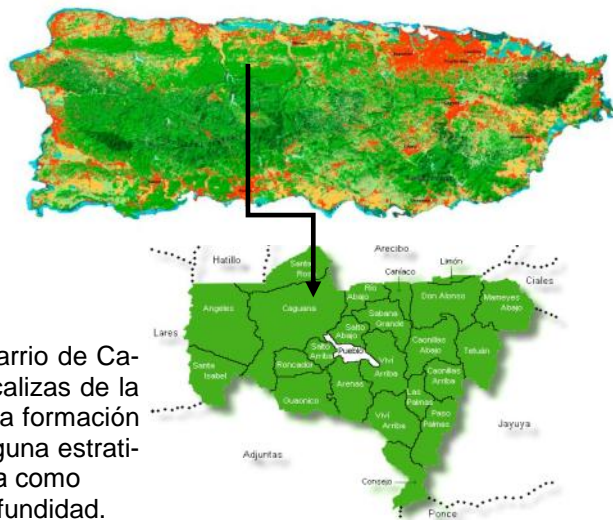 Hatillo
Arecibo
Limón
Ciales
Santa
Ros
Caníaco
Río
Abajo
Don Alonso
Mameyes
Abajo
Angeles
Caguana
Sabana
Grande
Salto
Abajo
Lares
Salto
Arriba
Pueblo
Caonillas
Abajo
Tetuán
Santa
Isabel
Roncador
Viví
Arriba
Caonillas
Arriba
Arenas
Las
Palmas
Guaonico
Viví
Arriba
Paso
Palmas
Jayuya
Adjuntas
Consejo
Ponce
arrio de Ca-
calizas de la
a formación
guna estrati-
a como
fundidad.